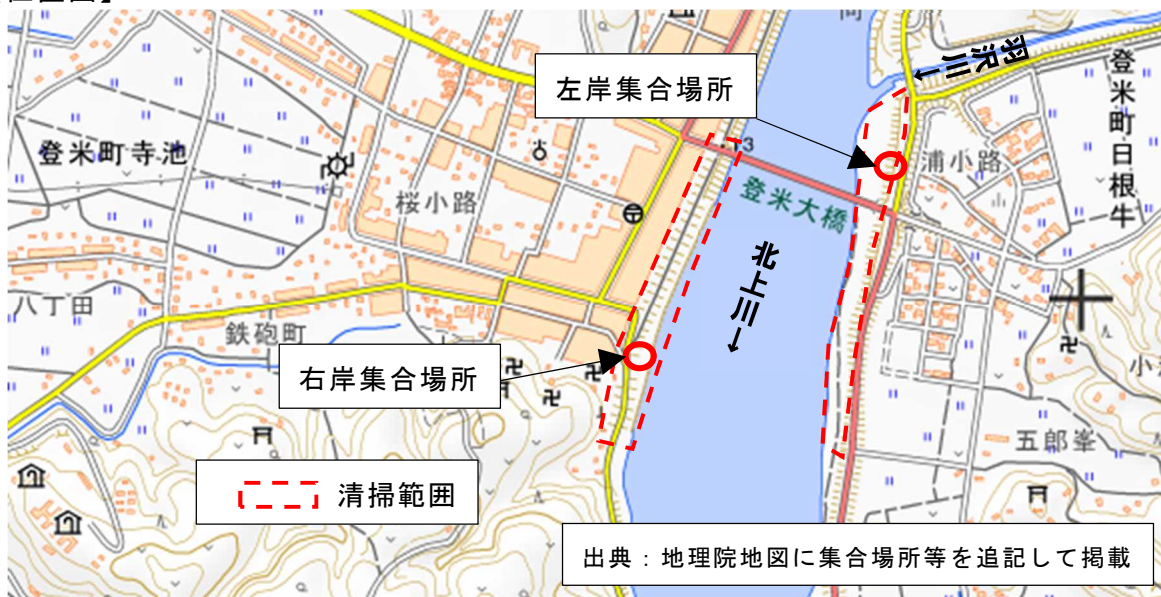 左岸集合場所
羽沢川→
登米町日根牛
登米町寺池
桜小路
浦小路
登米大橋
北上川→
八丁田
鉄砲町
右岸集合場所
五郎峯
清掃範囲
出典：地理院地図に集合場所等を追記して掲載